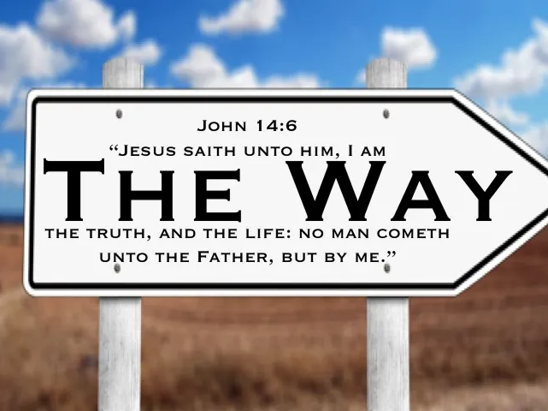 John 14:6
“Jesus saith unto him, I am
The Way
the truth, and the life: no man cometh
unto the Father, but by me.”